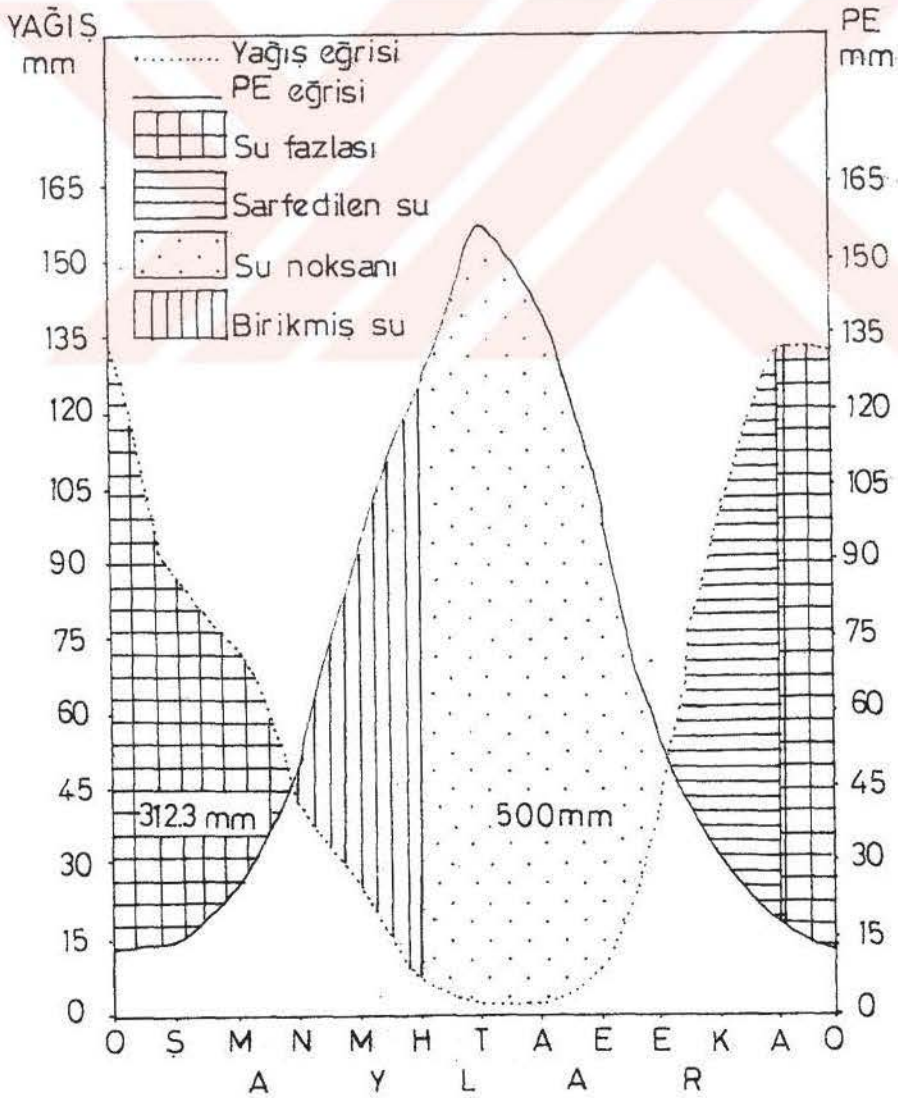 YAĞIŞ
mm
PE
mm
Yağış eğrisi
PE eğrisi
Su fazlası
Sarfedilen su
Su noksanı
Birikmiş su
165
150
135
120
105
90
75
60
45
30
15
0
165
150
135
120
105
90
75
60
45
30
15
0
312.3 mm
500mm
O Ş M N M H T A E E K A O
A Y L A R